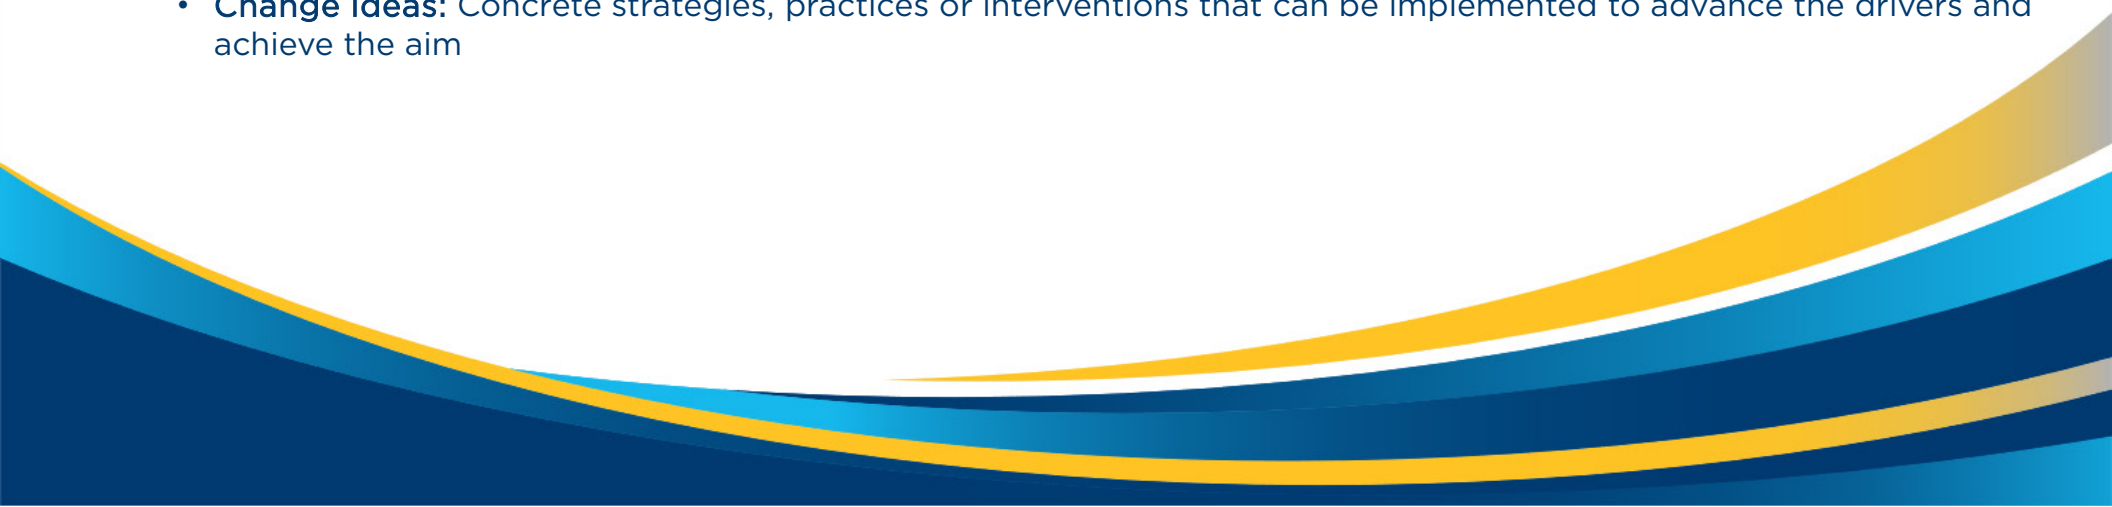 • Change Ideas: Concrete strategies, practices or interventions that can be implemented to advance the drivers and
achieve the aim